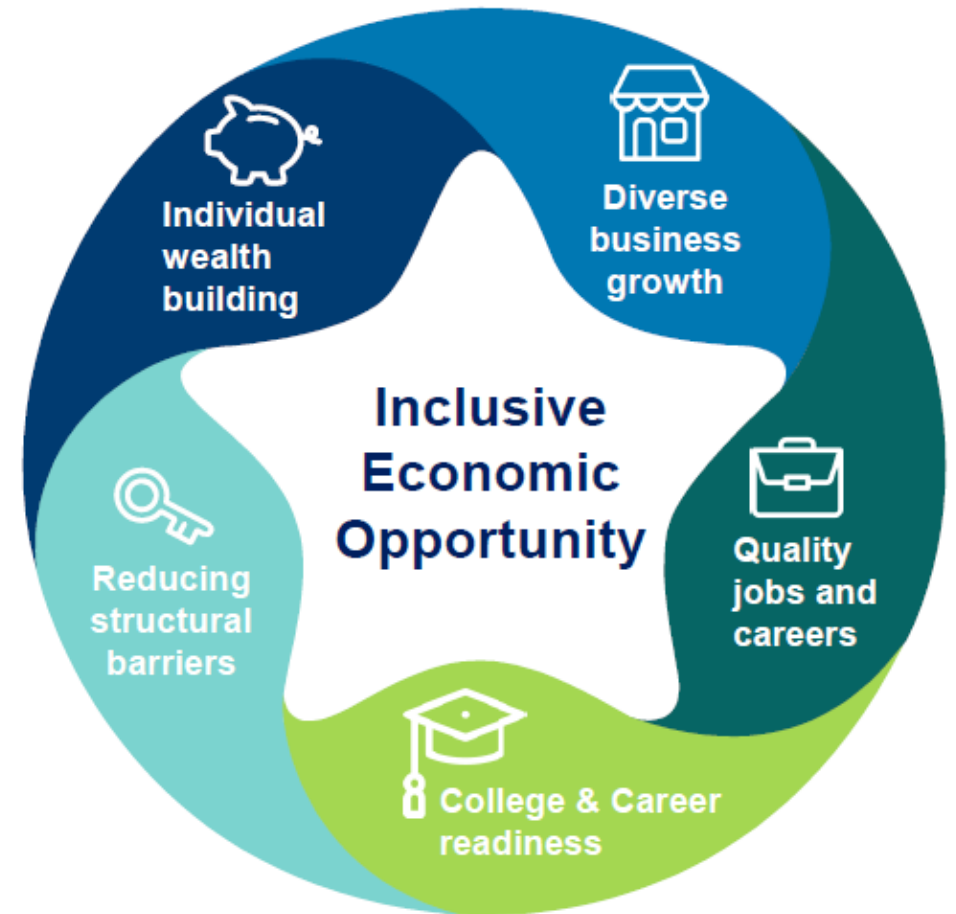 Individual
wealth
building
Diverse
business
growth
Inclusive
Economic
Opportunity
Quality
jobs and
careers
Reducing
structural
barriers
College & Career
readiness